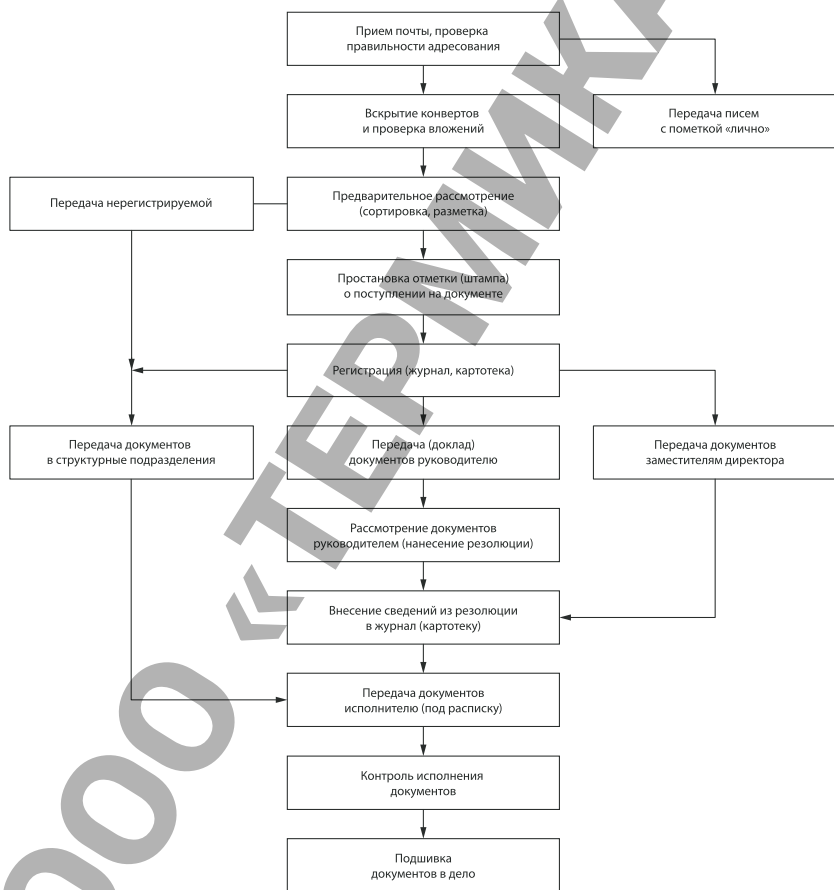 Прием почты, проверка
правильности адресования
Вскрытие конвертов
и проверка вложений
Передача писем
с пометкой «лично»
Передача нерегистрируемой
Предварительное рассмотрение
(сортировка, разметка)
Простановка отметки (штампа)
о поступлении на документе
Регистрация (журнал, картотека)
Передача документов
в структурные подразделения
Передача (доклад)
документов руководителю
Передача документов
заместителям директора
Рассмотрение документов
руководителем (нанесение резолюции)
Внесение сведений из резолюции
в журнал (картотеку)
Передача документов
исполнителю (под расписку)
Контроль исполнения
документов
Подшивка
документов в дело
ООО «ТЕРМИКА